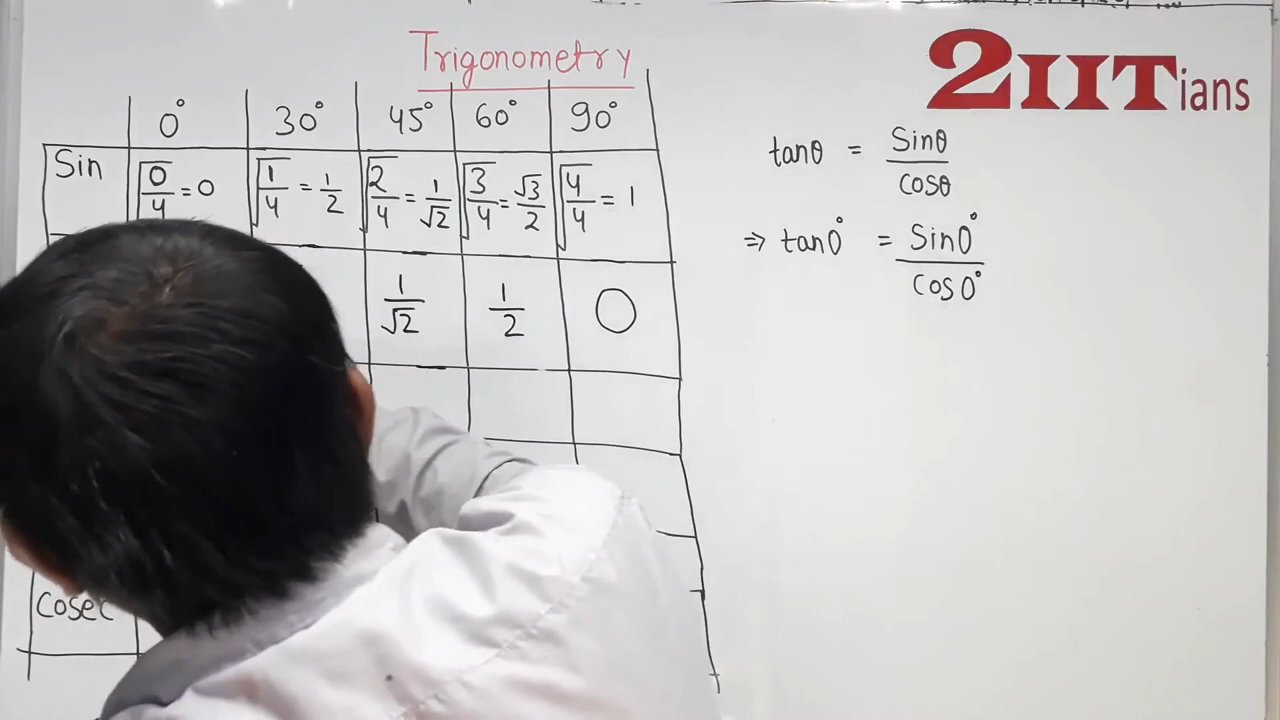 Trigonometry
2IITians
0° 30° 45° 60° 90°
Sin √0/4 = 0 √1/4 = 1/2 √2/4 = 1/√2 √3/4 = √3/2 √4/4 = 1
1/√2 1/2 0
Cosec
tanθ = Sinθ/cosθ
⇒ tan0° = Sin0°/cos0°